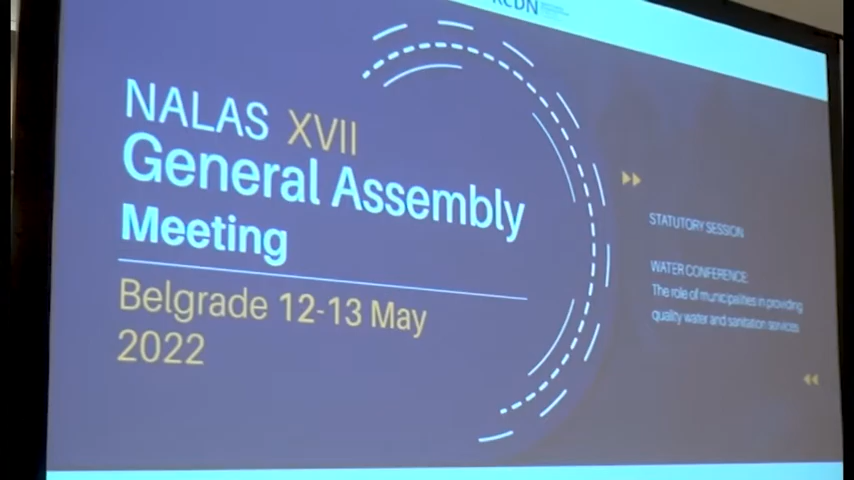 NALAS XVII
General Assembly
Meeting
Belgrade 12-13 May
2022
STATUTORY SESSION
WATER CONFERENCE:
The role of municipalities in providing
quality water and sanitation services